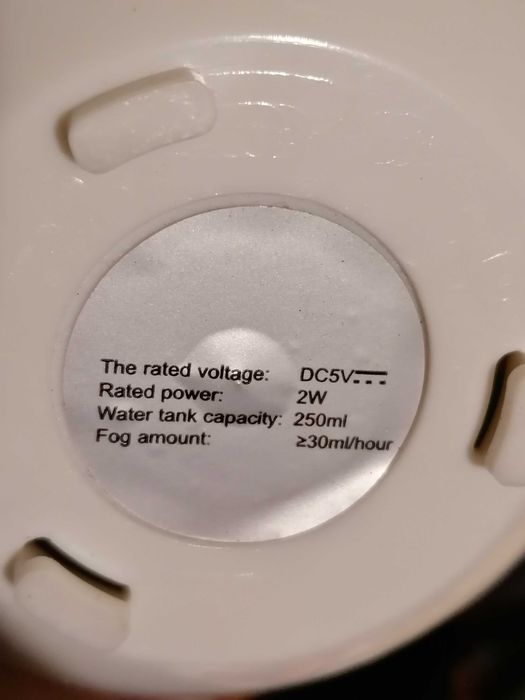 The rated voltage: DC5V⎓
Rated power: 2W
Water tank capacity: 250ml
Fog amount: ≥30ml/hour